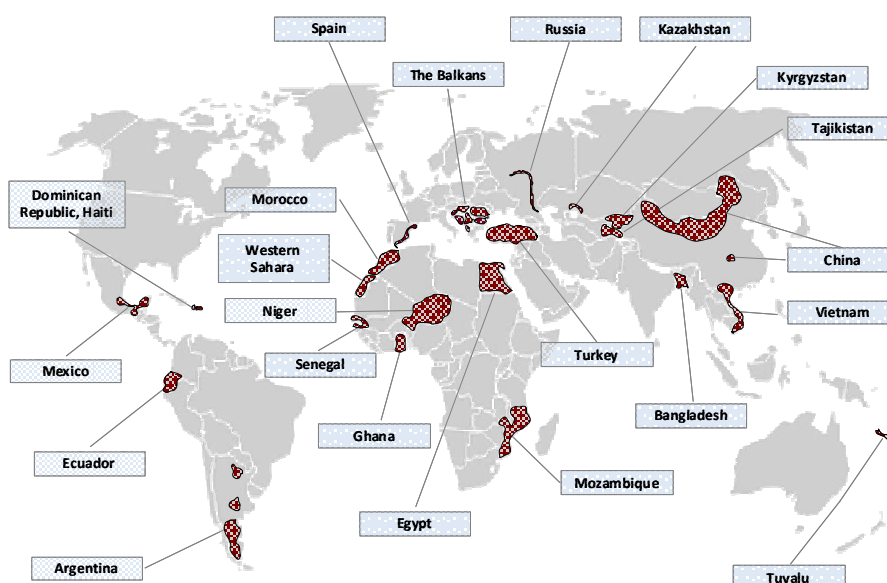 Spain
Russia
Kazakhstan
The Balkans
Kyrgyzstan
Tajikistan
Dominican
Republic, Haiti
Morocco
Western
Sahara
China
Niger
Vietnam
Senegal
Turkey
Mexico
Bangladesh
Ghana
Ecuador
Mozambique
Egypt
Argentina
Tuvalu